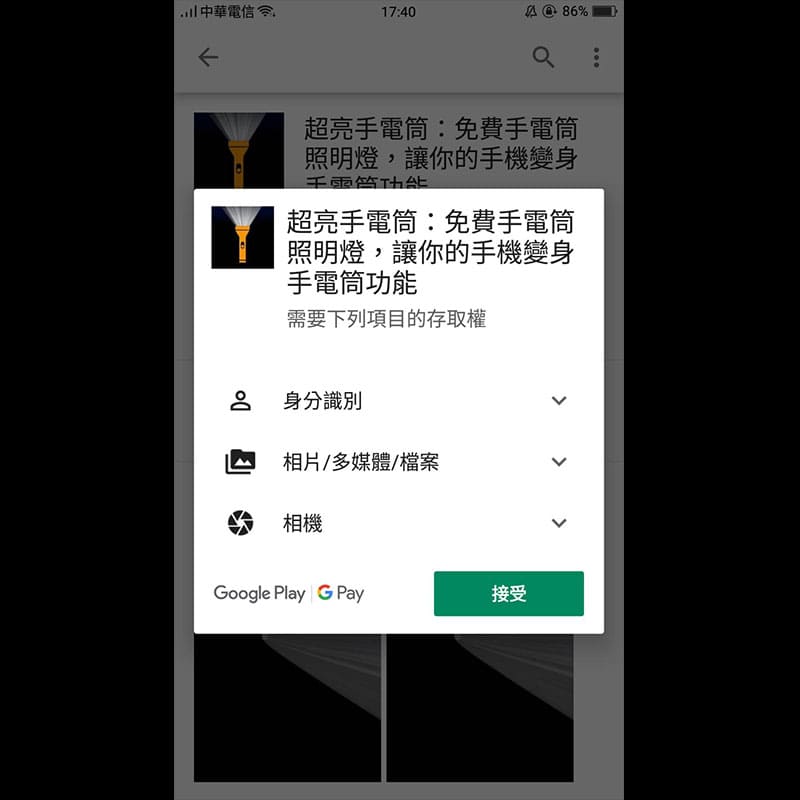 中華電信
17:40
86%
超亮手電筒：免費手電筒
照明燈，讓你的手機變身
手電筒功能
超亮手電筒：免費手電筒
照明燈，讓你的手機變身
手電筒功能
需要下列項目的存取權
身分識別
相片/多媒體/檔案
相機
Google Play
G Pay
接受